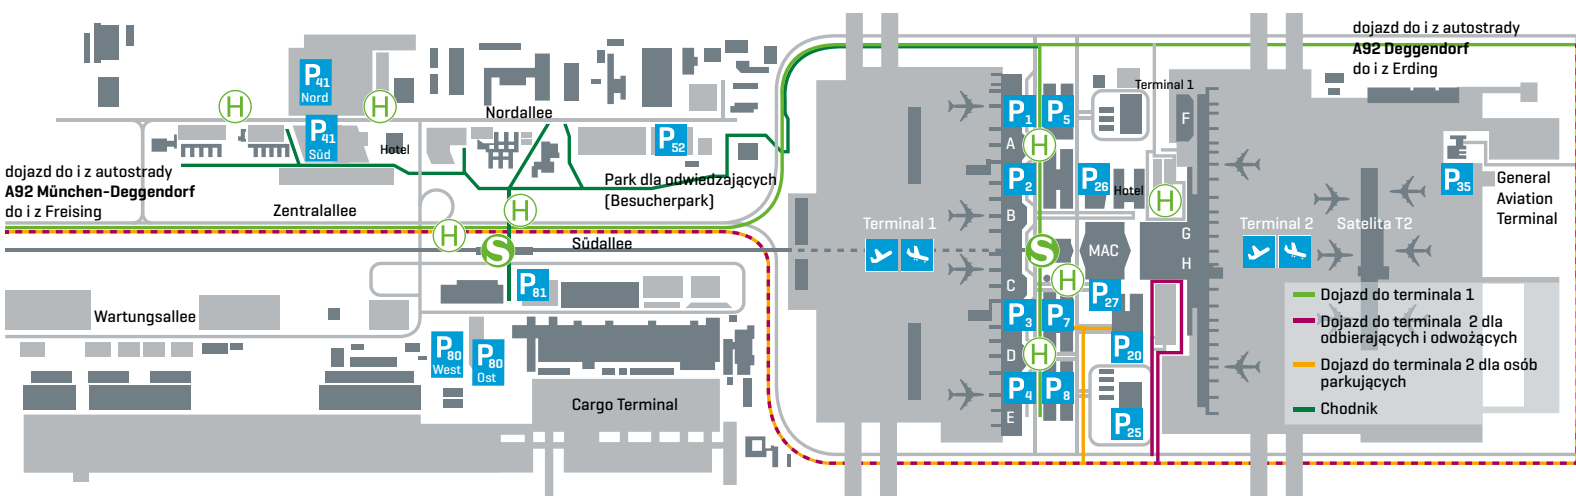 dojazd do i z autostrady
A92 Deggendorf
do i z Erding
P41
Nord
H
H
Nordallee
P41
Süd
Hotel
P52
dojazd do i z autostrady
A92 München-Deggendorf
do i z Freising
Zentralallee
Park dla odwiedzających
(Besucherpark)
H
H
S
Südallee
P81
Wartungsallee
P80
West
P80
Ost
Cargo Terminal
Terminal 1
P1
P5
A
H
P2
P26
Hotel
B
H
S
MAC
C
H
P27
P3
P7
P20
D
H
P4
P8
E
P25
Terminal 1
F
G
H
Terminal 2
Satelita T2
P35
General
Aviation
Terminal
Dojazd do terminala 1
Dojazd do terminala 2 dla
odbierających i odwożących
Dojazd do terminala 2 dla osób
parkujących
Chodnik